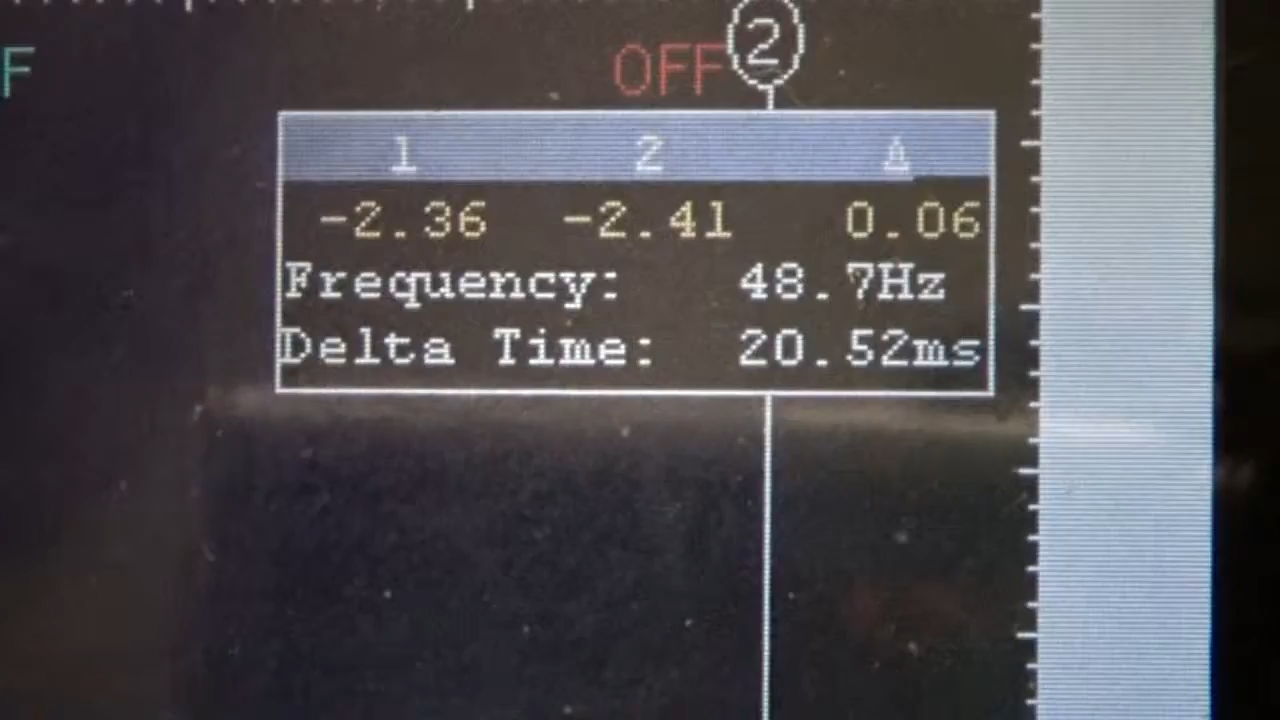 F OFF 2
1 2 Δ
-2.36 -2.41 0.06
Frequency: 48.7Hz
Delta Time: 20.52ms